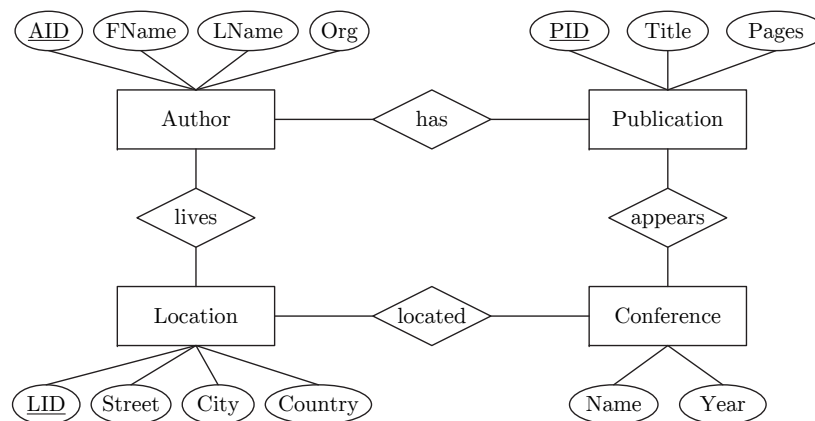 AID FName LName Org PID Title Pages
Author has Publication
lives appears
Location located Conference
LID Street City Country Name Year